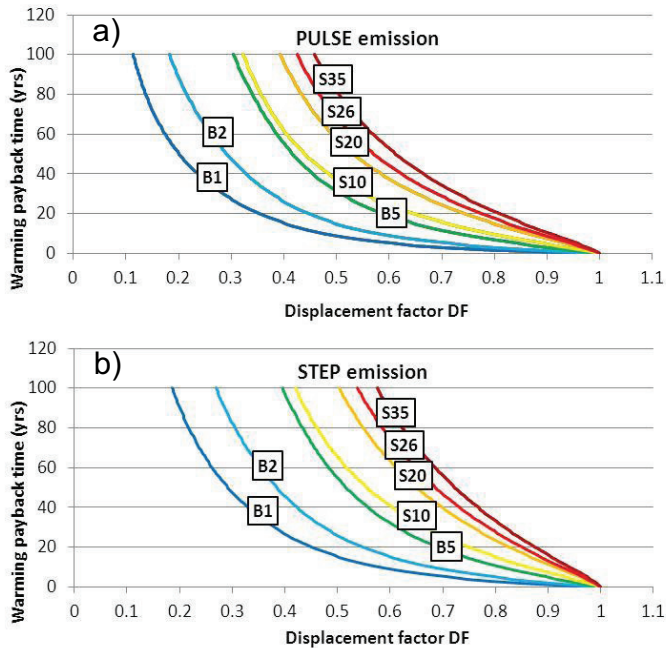 a)
PULSE emission
Warming payback time (yrs)
120
100
80
60
40
20
0
S35
S26
S20
S10
B5
B2
B1
0
0.1
0.2
0.3
0.4
0.5
0.6
0.7
0.8
0.9
1
1.1
Displacement factor DF
b)
STEP emission
Warming payback time (yrs)
120
100
80
60
40
20
0
S35
S26
S20
S10
B5
B2
B1
0
0.1
0.2
0.3
0.4
0.5
0.6
0.7
0.8
0.9
1
1.1
Displacement factor DF